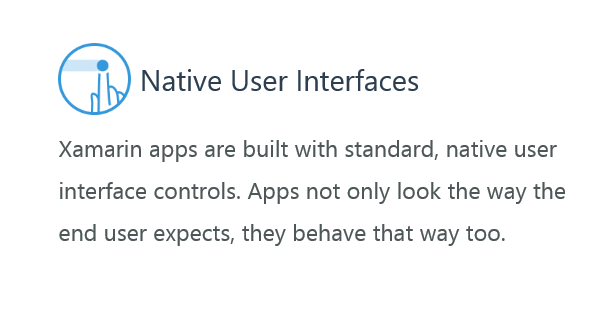 Native User Interfaces
Xamarin apps are built with standard, native user
interface controls. Apps not only look the way the
end user expects, they behave that way too.